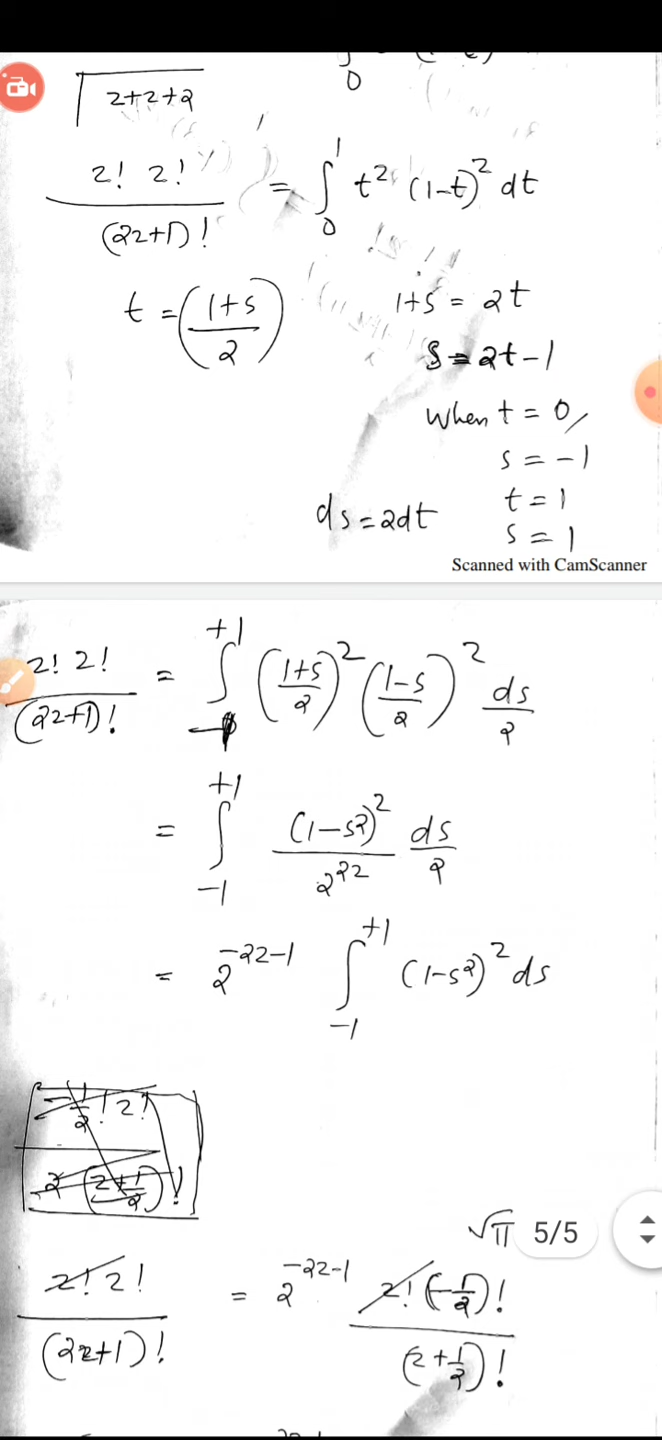 Γ z+z+2
0
z! z! / (2z+1)! = ∫₀¹ t^z (1-t)^z dt
t = ((1+s)/2)
1+s = 2t
s = 2t-1
When t = 0,
s = -1
t = 1
ds = 2dt
s = 1
Scanned with CamScanner
z! z! / (2z+1)! = ∫₋₁⁺¹ ((1+s)/2)^z ((1-s)/2)^z ds/2
= ∫₋₁⁺¹ (1-s²)^z / 2^{2z} ds/2
= 2^{-2z-1} ∫₋₁⁺¹ (1-s²)^z ds
√π
5/5
z! z! / (2z+1)! = 2^{-2z-1} z! (-1/2)! / (z+1/2)!